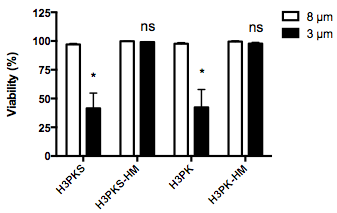 8 µm
3 µm
ns
ns
*
*
Viability (%)
125
100
75
50
25
0
H3PKS
H3PKS-HM
H3PK
H3PK-HM